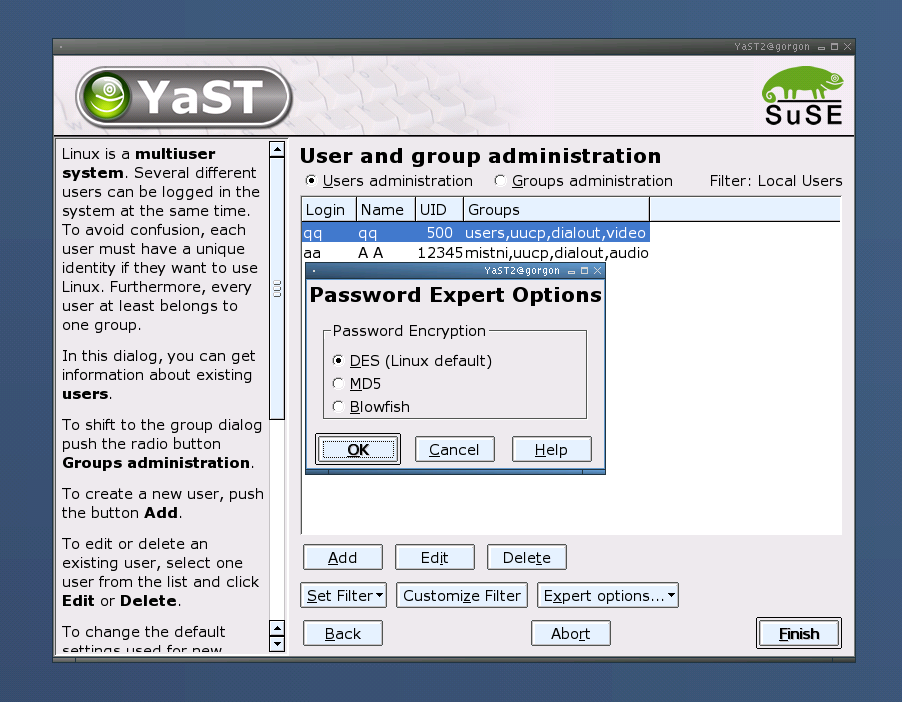 YaST2@gorgon
YaST
SuSE
Linux is a multiuser
system. Several different
users can be logged in the
system at the same time.
To avoid confusion, each
user must have a unique
identity if they want to use
Linux. Furthermore, every
user at least belongs to
one group.
In this dialog, you can get
information about existing
users.
To shift to the group dialog
push the radio button
Groups administration.
To create a new user, push
the button Add.
To edit or delete an
existing user, select one
user from the list and click
Edit or Delete.
To change the default
settings used for new
User and group administration
Users administration Groups administration Filter: Local Users
Login Name UID Groups
qq qq 500 users,uucp,dialout,video
aa A A 12345 mistni,uucp,dialout,audio
YaST2@gorgon
Password Expert Options
Password Encryption
DES (Linux default)
MD5
Blowfish
OK Cancel Help
Add Edit Delete
Set Filter Customize Filter Expert options...
Back Abort Finish